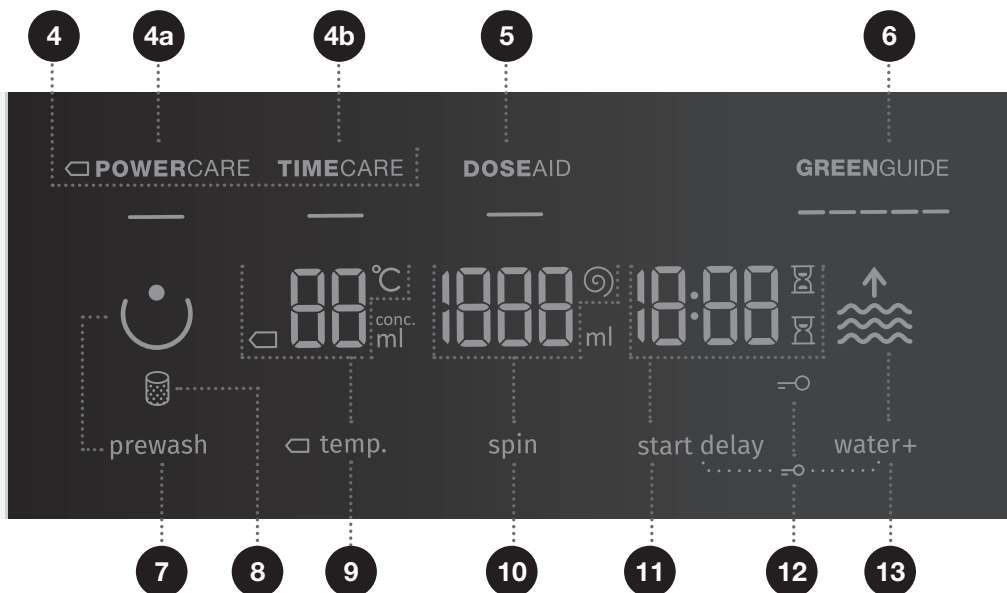 4 4a 4b 5 6
POWERCARE TIMECARE DOSEAID GREENGUIDE
88 °C 1888 18:88
conc.
ml ml
prewash temp. spin start delay water+
7 8 9 10 11 12 13